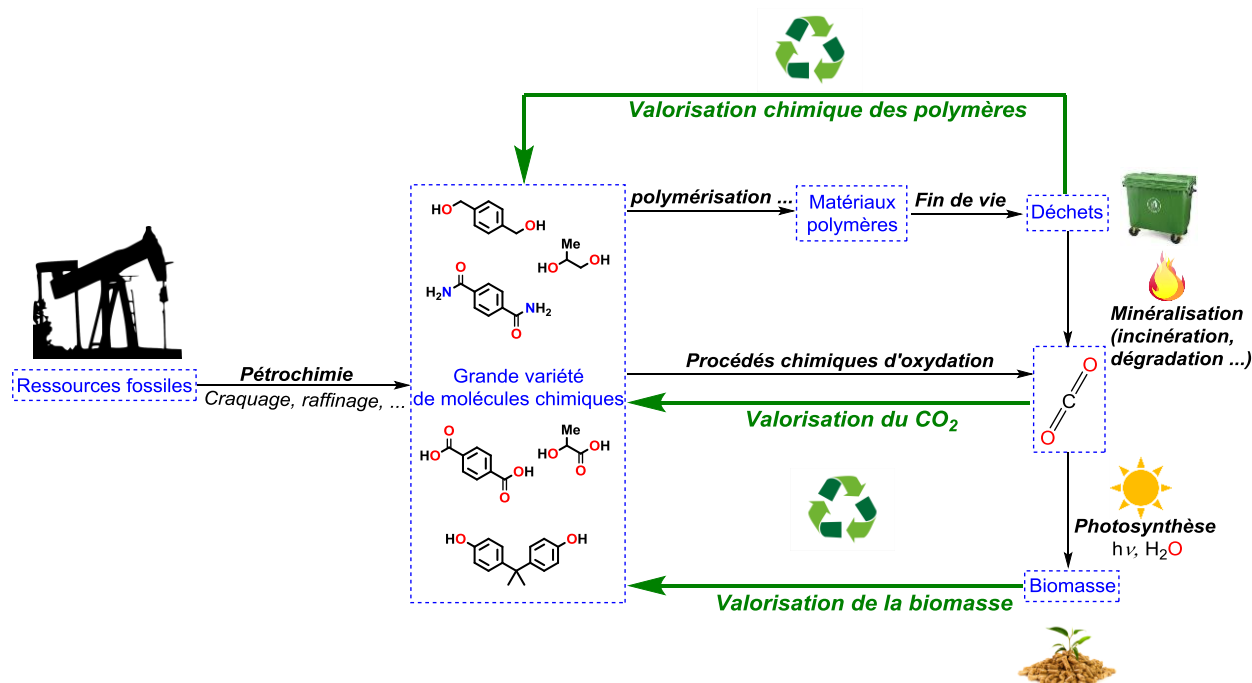 Valorisation chimique des polymères
polymérisation ...
Matériaux
polymères
Fin de vie
Déchets
HO
OH
Me
HO
OH
O
H₂N
NH₂
O
Minéralisation
(incinération,
dégradation ...)
Ressources fossiles
Pétrochimie
Craquage, raffinage, ...
Grande variété
de molécules chimiques
Procédés chimiques d'oxydation
Valorisation du CO₂
O
C
O
O
HO
OH
O
Me
HO
OH
O
HO
OH
Photosynthèse
hν, H₂O
Biomasse
Valorisation de la biomasse